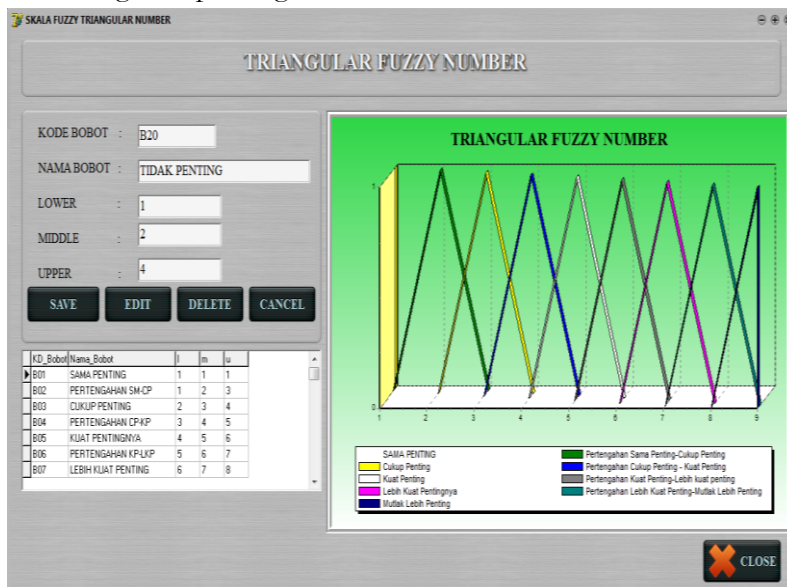 SKALA FUZZY TRIANGULAR NUMBER
TRIANGULAR FUZZY NUMBER
KODE BOBOT : B20
NAMA BOBOT : TIDAK PENTING
LOWER : 1
MIDDLE : 2
UPPER : 4
SAVE EDIT DELETE CANCEL
KD_Bobot Nama_Bobot l m u
B01 SAMA PENTING 1 1 1
B02 PERTENGAHAN SM-CP 1 2 3
B03 CUKUP PENTING 2 3 4
B04 PERTENGAHAN CP-KP 3 4 5
B05 KUAT PENTINGNYA 4 5 6
B06 PERTENGAHAN KP-LKP 5 6 7
B07 LEBIH KUAT PENTING 6 7 8
TRIANGULAR FUZZY NUMBER
1
0
1 2 3 4 5 6 7 8 9
SAMA PENTING Pertengahan Sama Penting-Cukup Penting
Cukup Penting Pertengahan Cukup Penting - Kuat Penting
Kuat Penting Pertengahan Kuat Penting-Lebih kuat penting
Lebih Kuat Pentingnya Pertengahan Lebih Kuat Penting-Mutlak Lebih Penting
Mutlak Lebih Penting
CLOSE